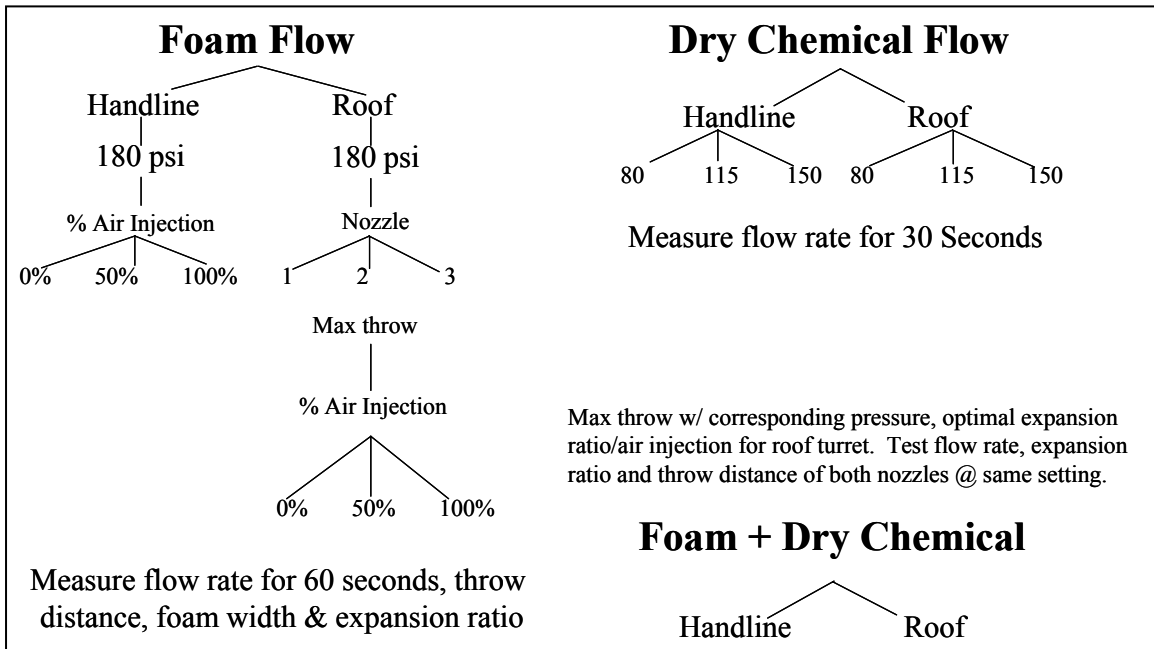 Foam Flow
Handline Roof
180 psi 180 psi
% Air Injection Nozzle
0% 50% 100% 1 2 3
Max throw
% Air Injection
0% 50% 100%
Measure flow rate for 60 seconds, throw
distance, foam width & expansion ratio
Dry Chemical Flow
Handline Roof
80 115 150 80 115 150
Measure flow rate for 30 Seconds
Max throw w/ corresponding pressure, optimal expansion
ratio/air injection for roof turret. Test flow rate, expansion
ratio and throw distance of both nozzles @ same setting.
Foam + Dry Chemical
Handline Roof